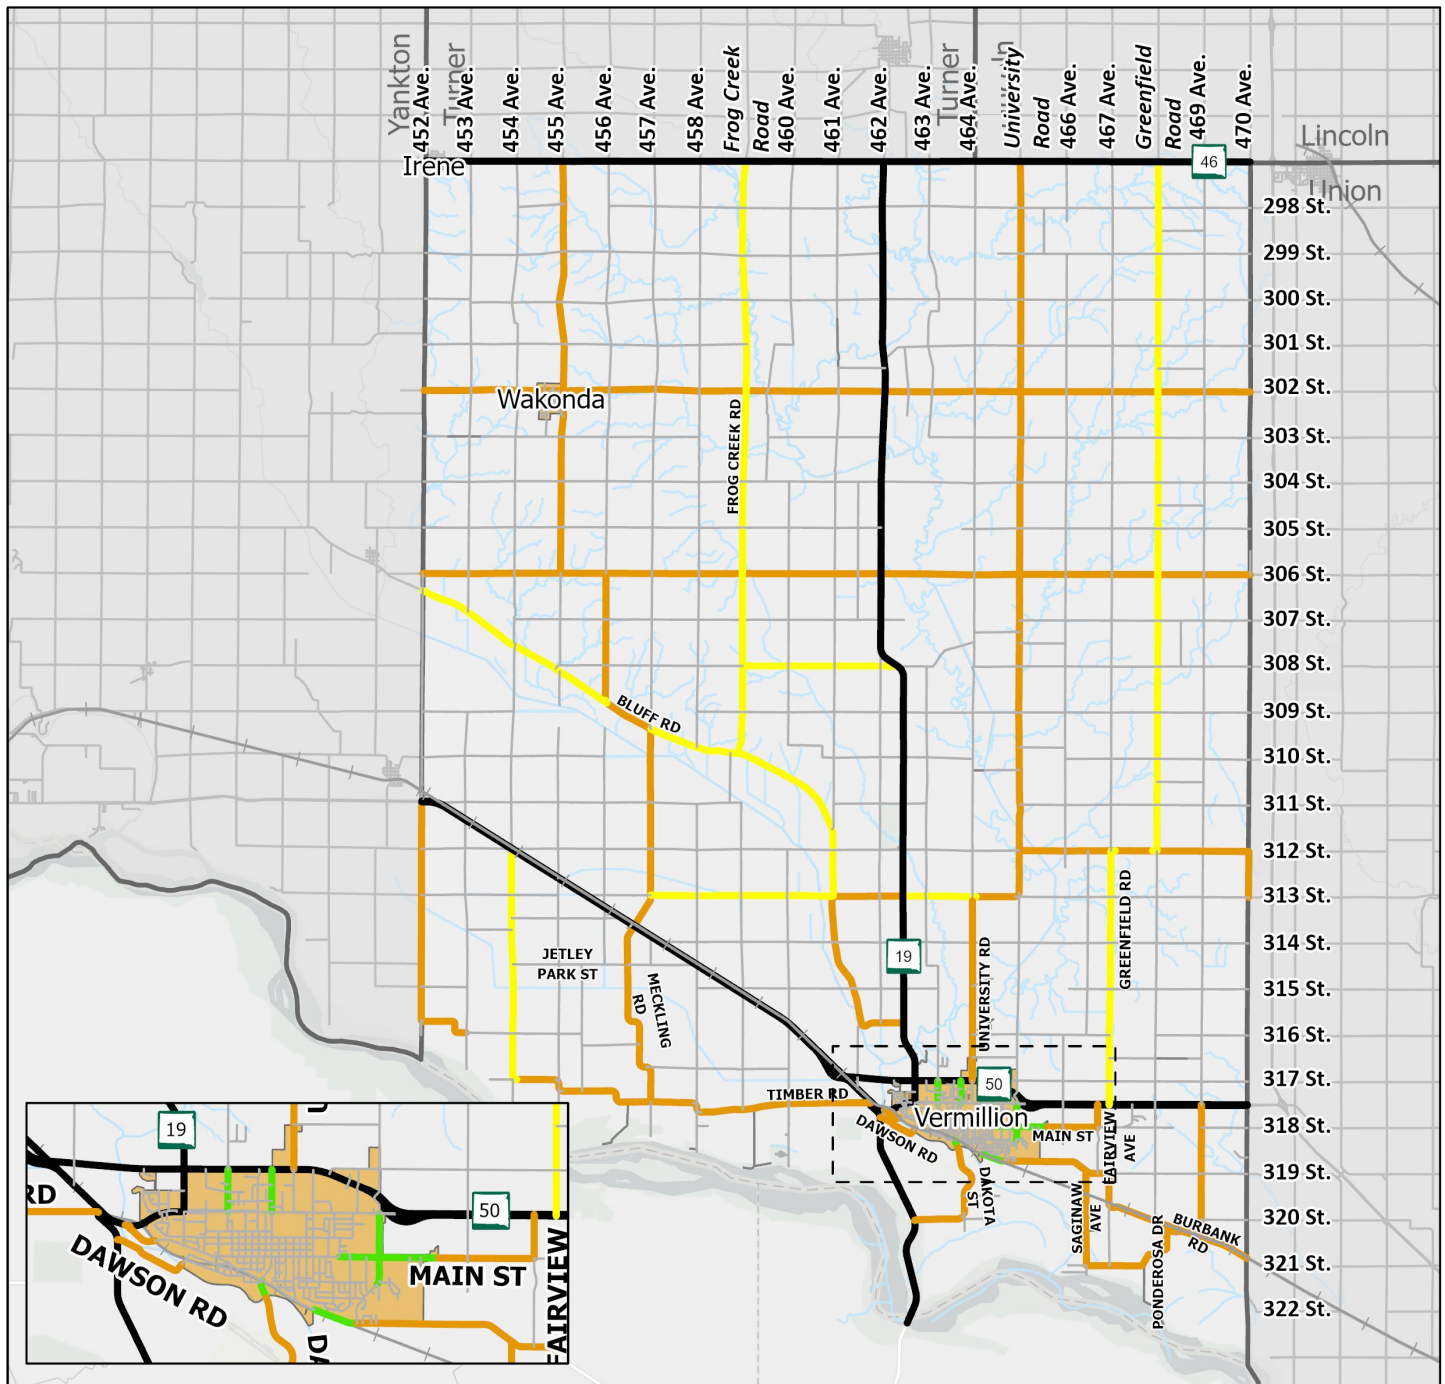 Yankton
Turner
Turner
Lincoln
452 Ave.
453 Ave.
454 Ave.
455 Ave.
456 Ave.
457 Ave.
458 Ave.
Frog Creek
Road
460 Ave.
461 Ave.
462 Ave.
463 Ave.
464 Ave.
University
Road
466 Ave.
467 Ave.
Greenfield
Road
469 Ave.
470 Ave.
Lincoln
Union
Irene
46
298 St.
299 St.
300 St.
301 St.
302 St.
Wakonda
303 St.
FROG CREEK RD
304 St.
305 St.
306 St.
307 St.
308 St.
BLUFF RD
309 St.
310 St.
311 St.
312 St.
313 St.
GREENFIELD RD
314 St.
JETLEY
PARK ST
19
UNIVERSITY RD
MECKLING
RD
315 St.
316 St.
317 St.
50
TIMBER RD
Vermillion
318 St.
DAWSON RD
MAIN ST
FAIRVIEW
AVE
319 St.
DAKOTA
ST
SAGINAW
AVE
320 St.
BURBANK
RD
PONDEROSA DR
321 St.
322 St.
19
RD
50
DAWSON RD
MAIN ST
FAIRVIEW
DA